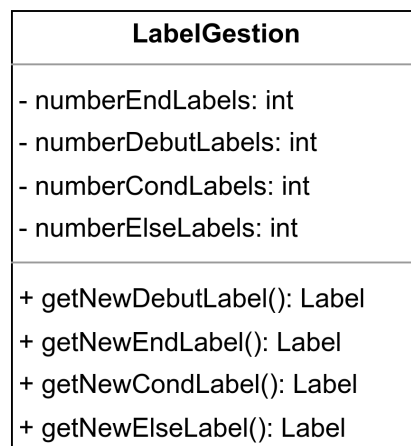 LabelGestion
- numberEndLabels: int
- numberDebutLabels: int
- numberCondLabels: int
- numberElseLabels: int
+ getNewDebutLabel(): Label
+ getNewEndLabel(): Label
+ getNewCondLabel(): Label
+ getNewElseLabel(): Label